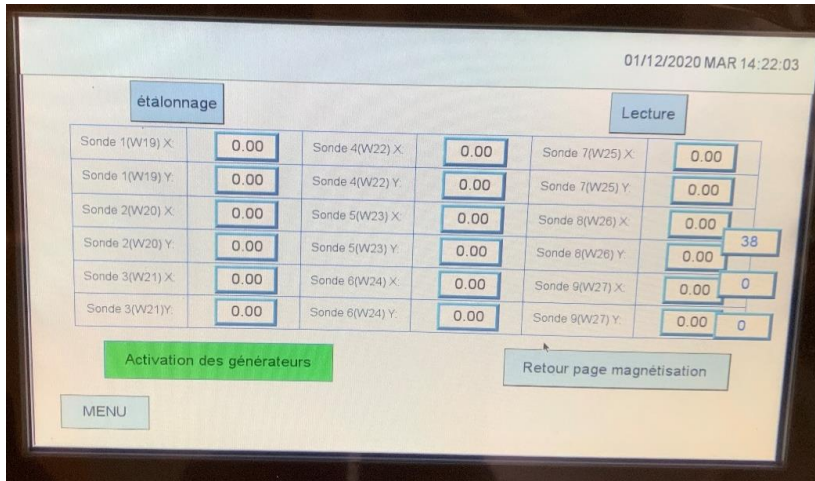 01/12/2020 MAR 14:22:03
étalonnage
Lecture
Sonde 1(W19) X: 0.00 Sonde 4(W22) X: 0.00 Sonde 7(W25) X: 0.00
Sonde 1(W19) Y: 0.00 Sonde 4(W22) Y: 0.00 Sonde 7(W25) Y: 0.00
Sonde 2(W20) X: 0.00 Sonde 5(W23) X: 0.00 Sonde 8(W26) X: 0.00
38
Sonde 2(W20) Y: 0.00 Sonde 5(W23) Y: 0.00 Sonde 8(W26) Y: 0.00
Sonde 3(W21) X: 0.00 Sonde 6(W24) X: 0.00 Sonde 9(W27) X: 0.00 0
Sonde 3(W21)Y: 0.00 Sonde 6(W24) Y: 0.00 Sonde 9(W27) Y: 0.00 0
Activation des générateurs
Retour page magnétisation
MENU